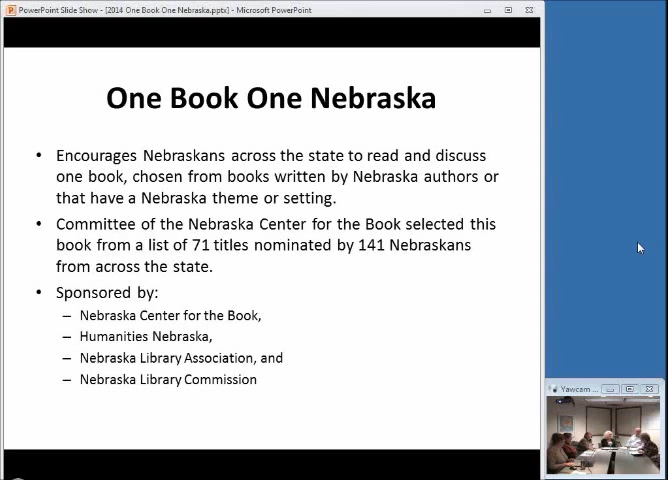 PowerPoint Slide Show - [2014 One Book One Nebraska.pptx] - Microsoft PowerPoint
One Book One Nebraska
• Encourages Nebraskans across the state to read and discuss
one book, chosen from books written by Nebraska authors or
that have a Nebraska theme or setting.
• Committee of the Nebraska Center for the Book selected this
book from a list of 71 titles nominated by 141 Nebraskans
from across the state.
• Sponsored by:
– Nebraska Center for the Book,
– Humanities Nebraska,
– Nebraska Library Association, and
– Nebraska Library Commission
Yawcam ...